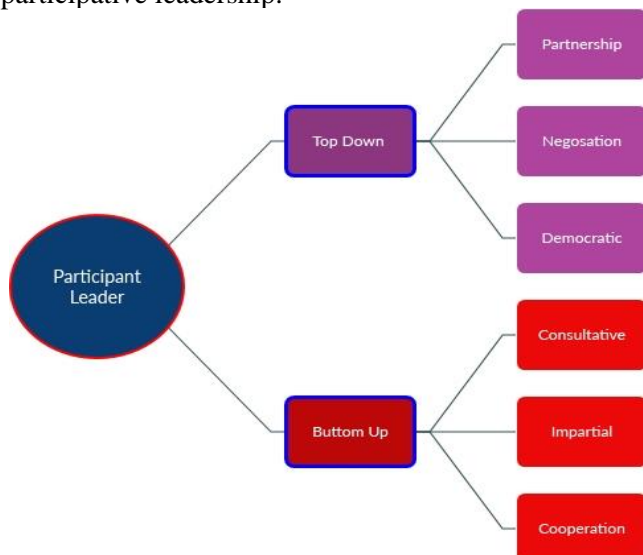 participative leadership.
Partnership
Top Down
Negosation
Democratic
Participant
Leader
Consultative
Buttom Up
Impartial
Cooperation